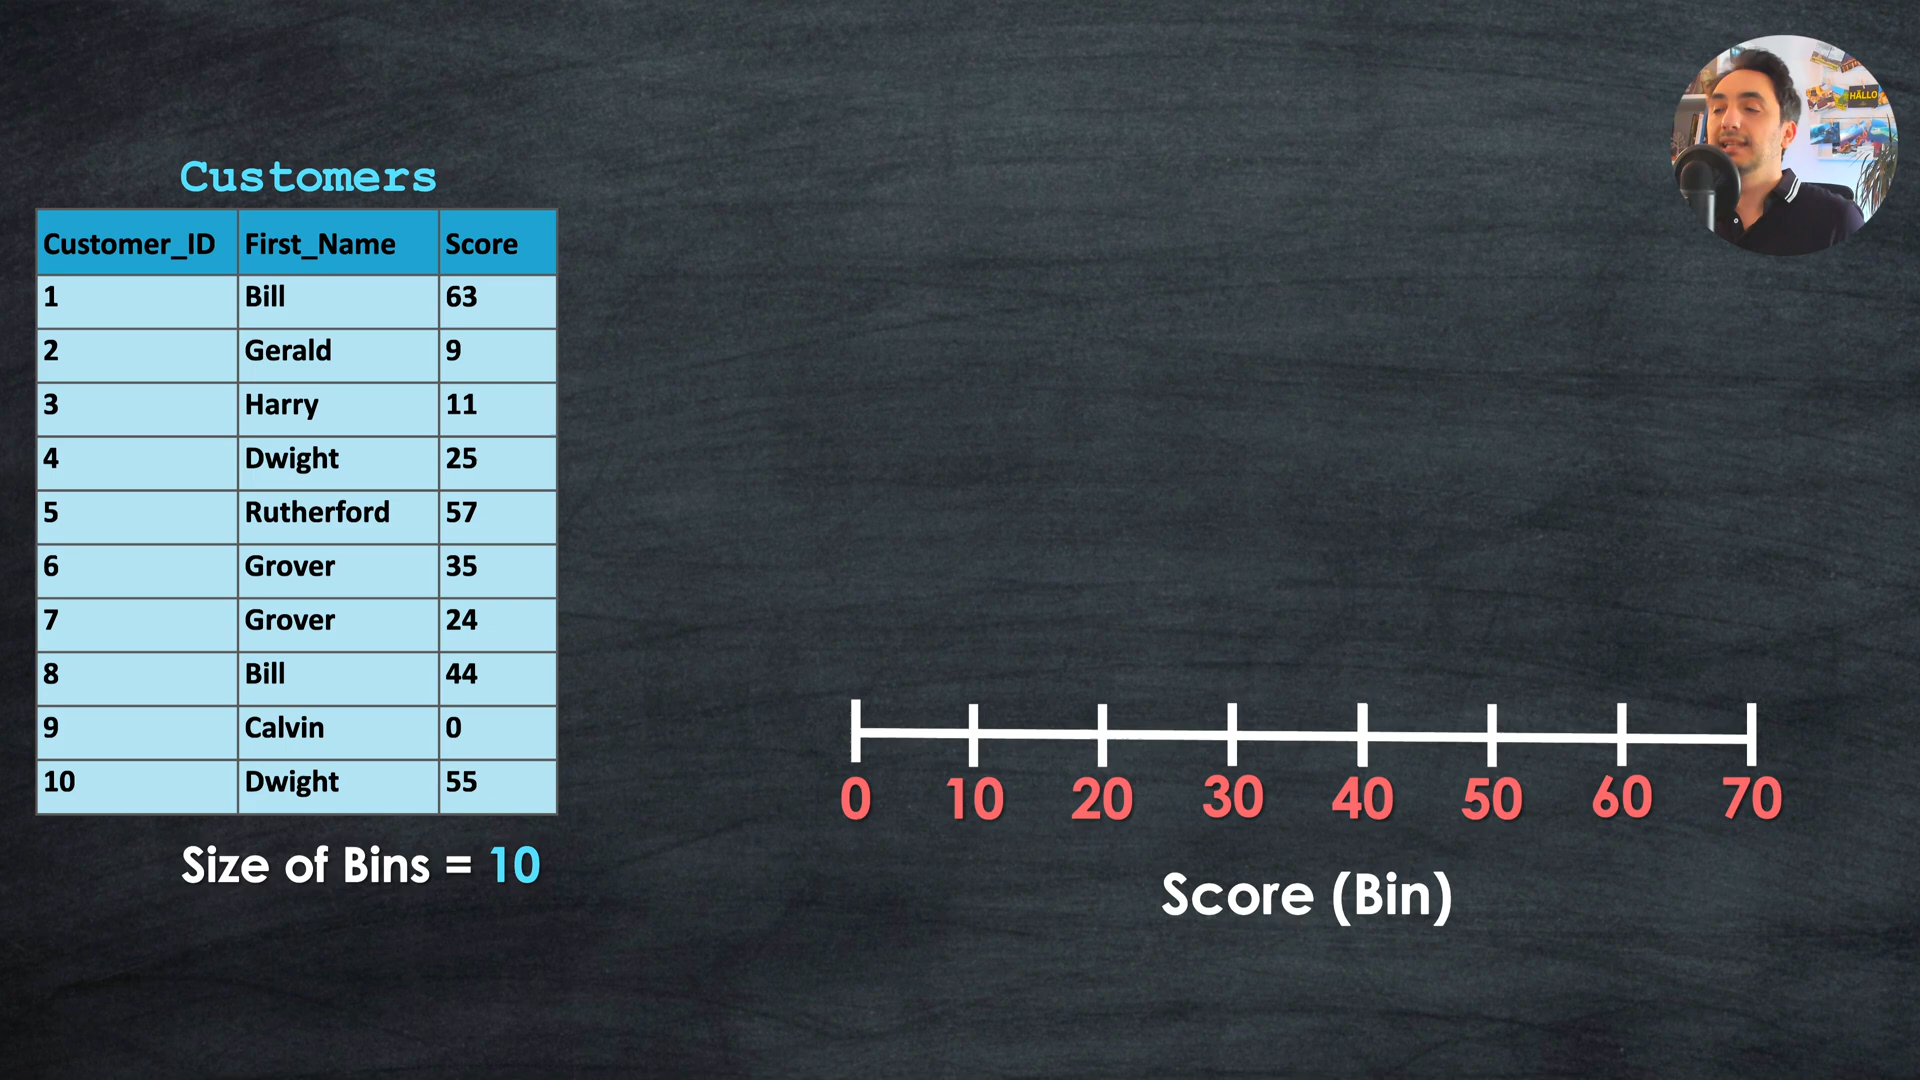 Customers
Customer_ID First_Name Score
1 Bill 63
2 Gerald 9
3 Harry 11
4 Dwight 25
5 Rutherford 57
6 Grover 35
7 Grover 24
8 Bill 44
9 Calvin 0
10 Dwight 55
Size of Bins = 10
0 10 20 30 40 50 60 70
Score (Bin)
HÄLLO